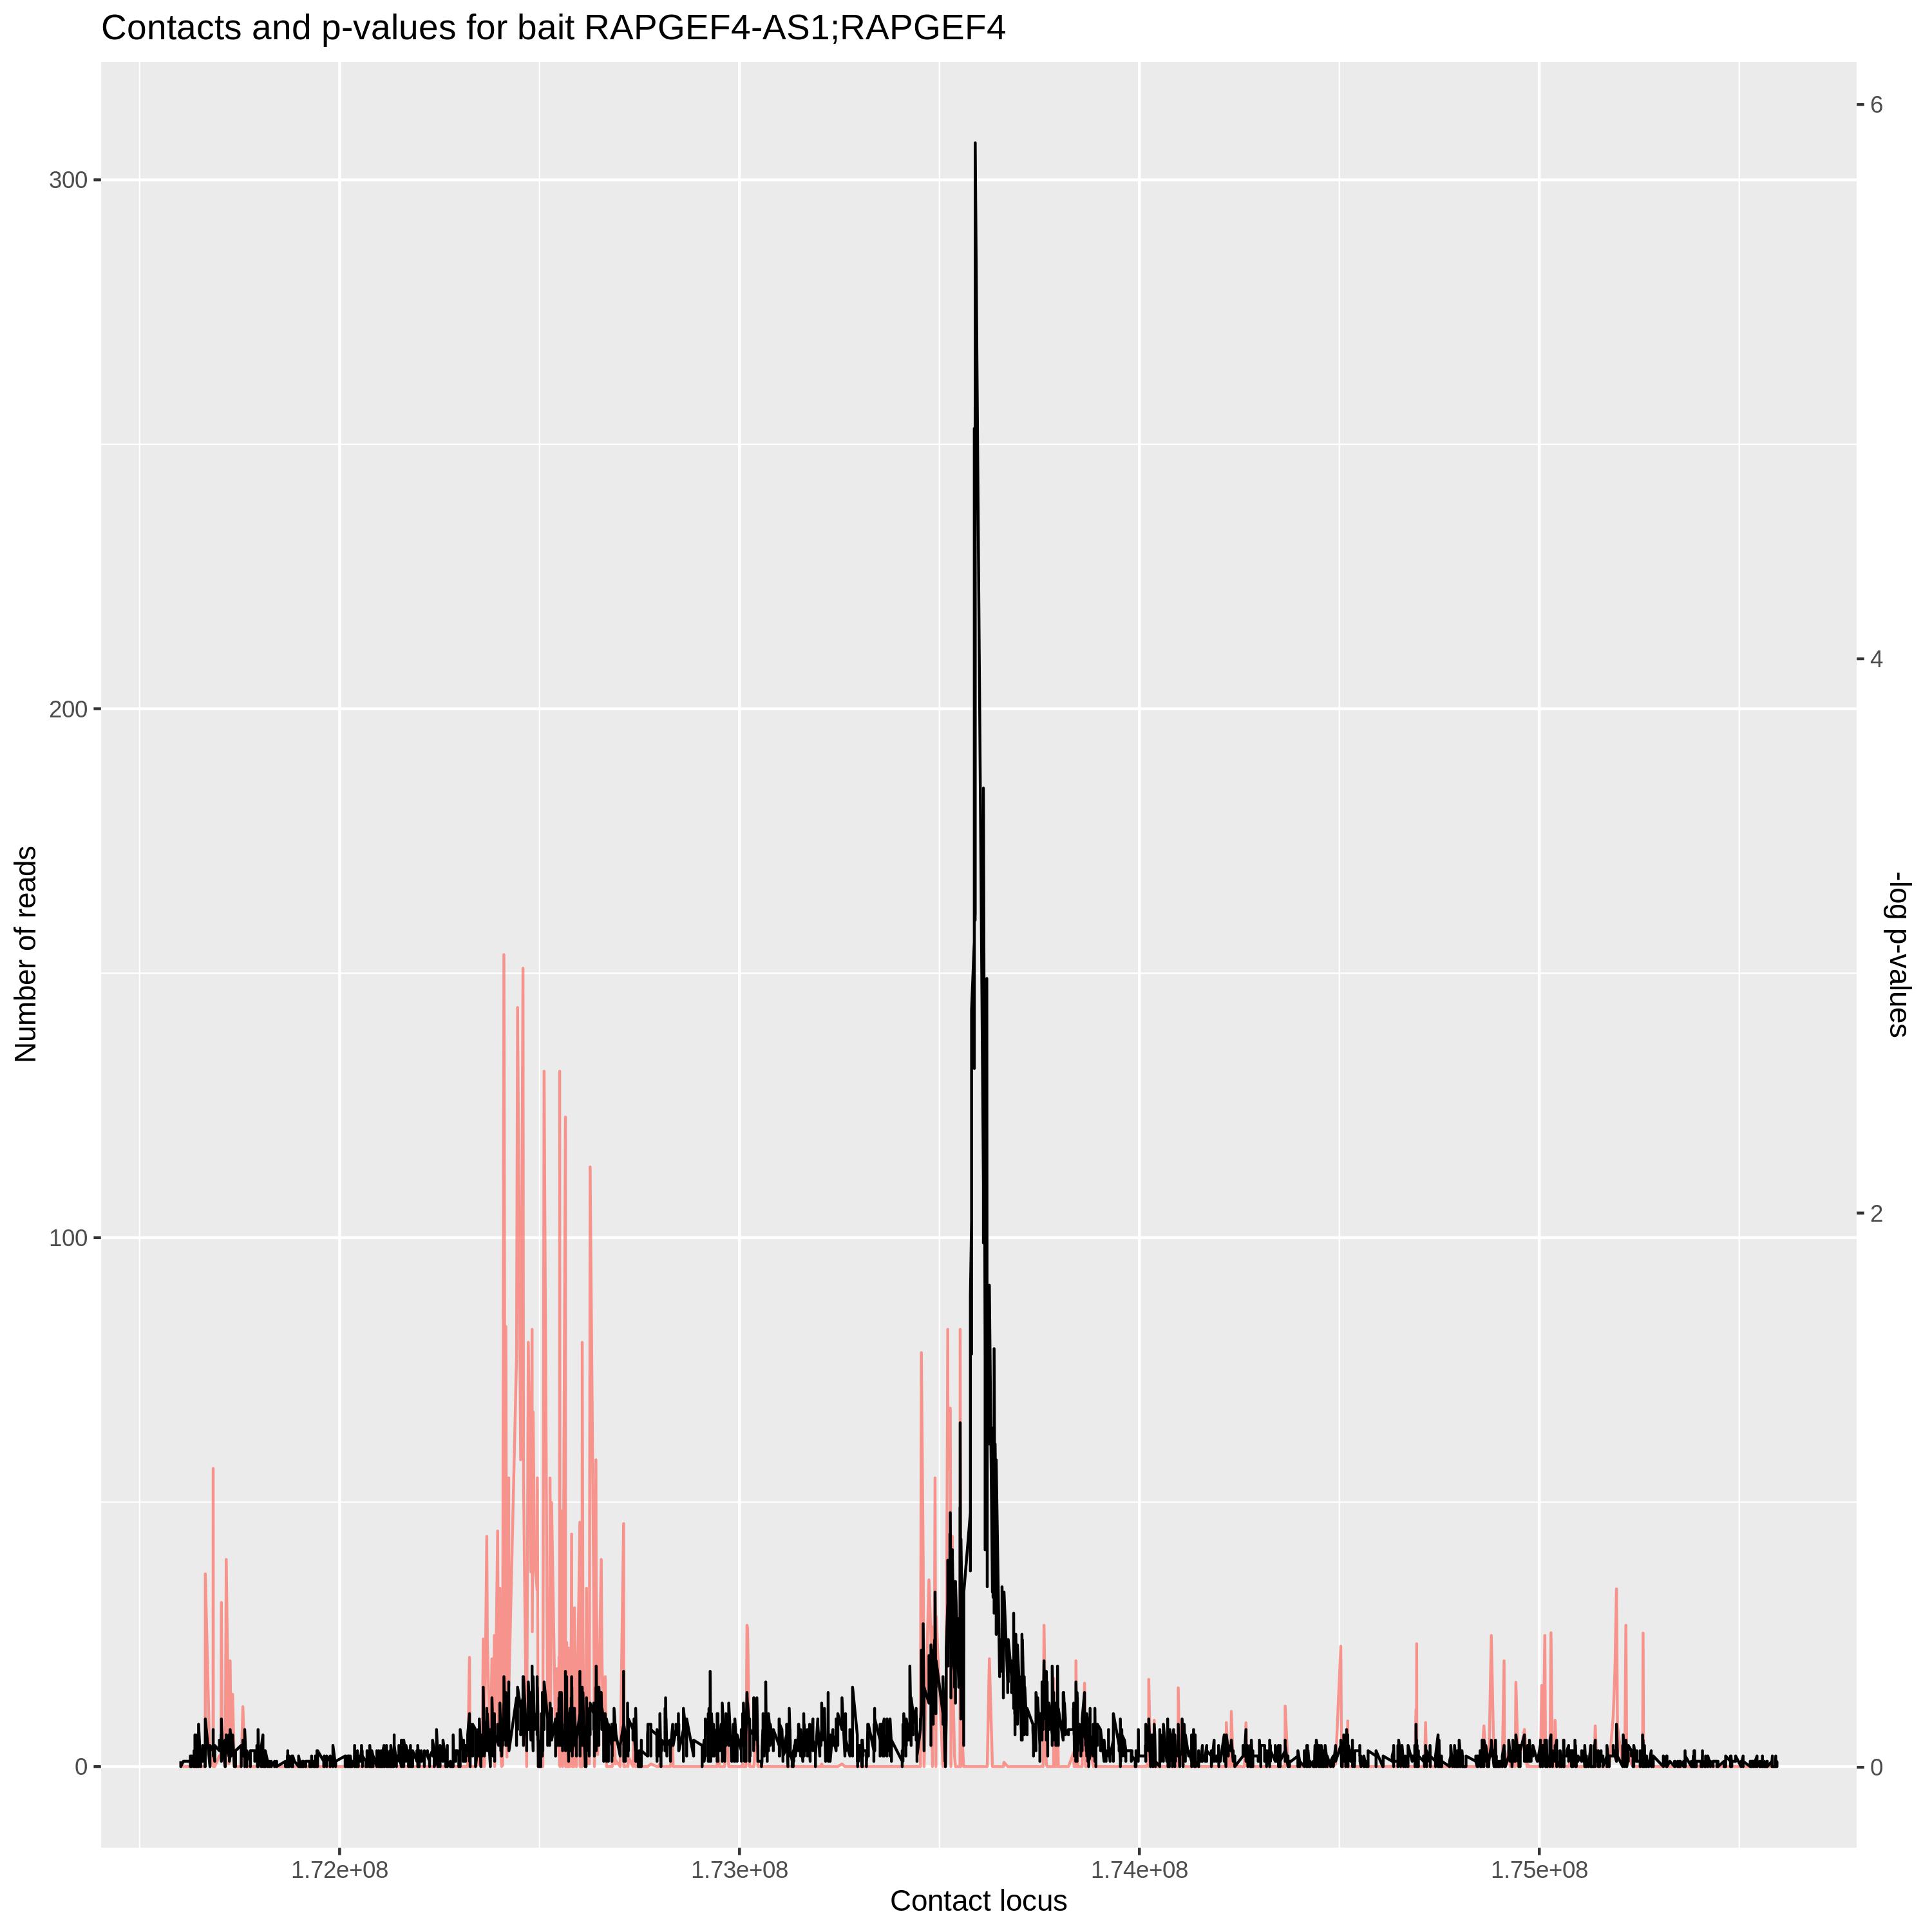 Contacts and p-values for bait RAPGEF4-AS1;RAPGEF4
300
200
100
0
Number of reads
6
4
2
0
-log p-values
1.72e+08
1.73e+08
1.74e+08
1.75e+08
Contact locus